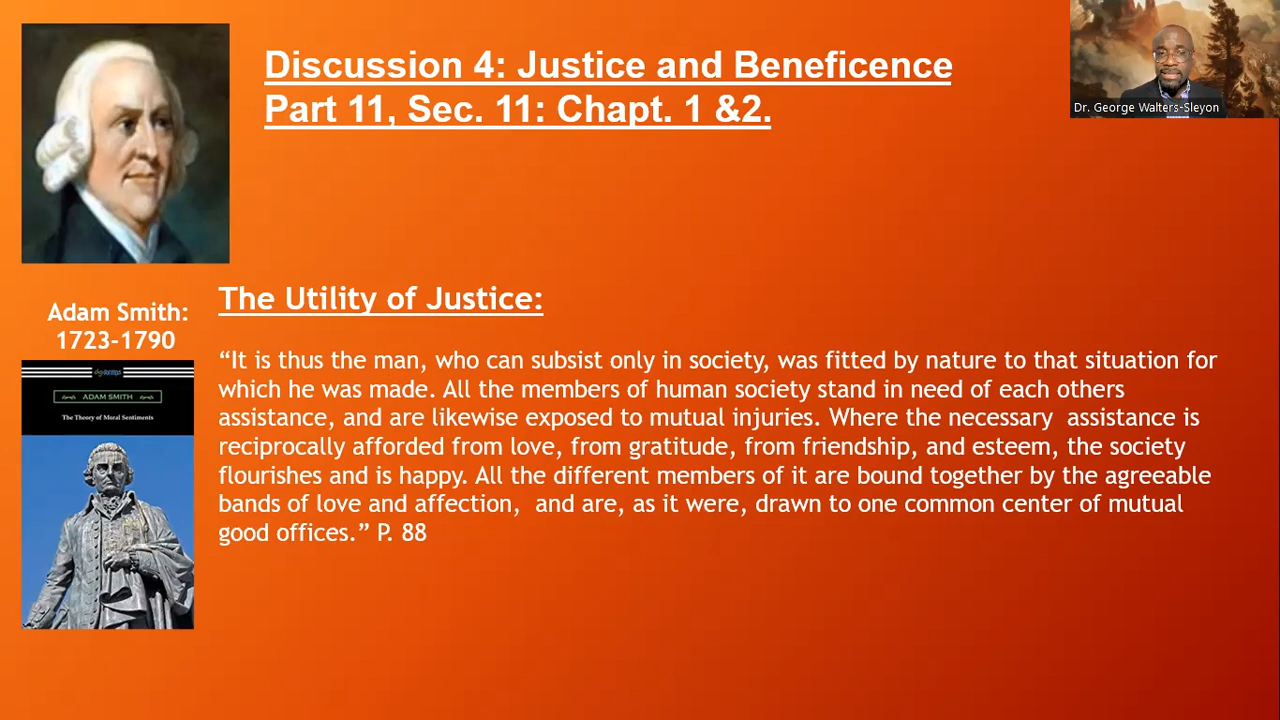 Discussion 4: Justice and Beneficence
Part 11, Sec. 11: Chapt. 1 &2.
Dr. George Walters-Sleyon
Adam Smith:
1723-1790
ADAM SMITH
The Theory of Moral Sentiments
The Utility of Justice:
“It is thus the man, who can subsist only in society, was fitted by nature to that situation for
which he was made. All the members of human society stand in need of each others
assistance, and are likewise exposed to mutual injuries. Where the necessary assistance is
reciprocally afforded from love, from gratitude, from friendship, and esteem, the society
flourishes and is happy. All the different members of it are bound together by the agreeable
bands of love and affection, and are, as it were, drawn to one common center of mutual
good offices.” P. 88